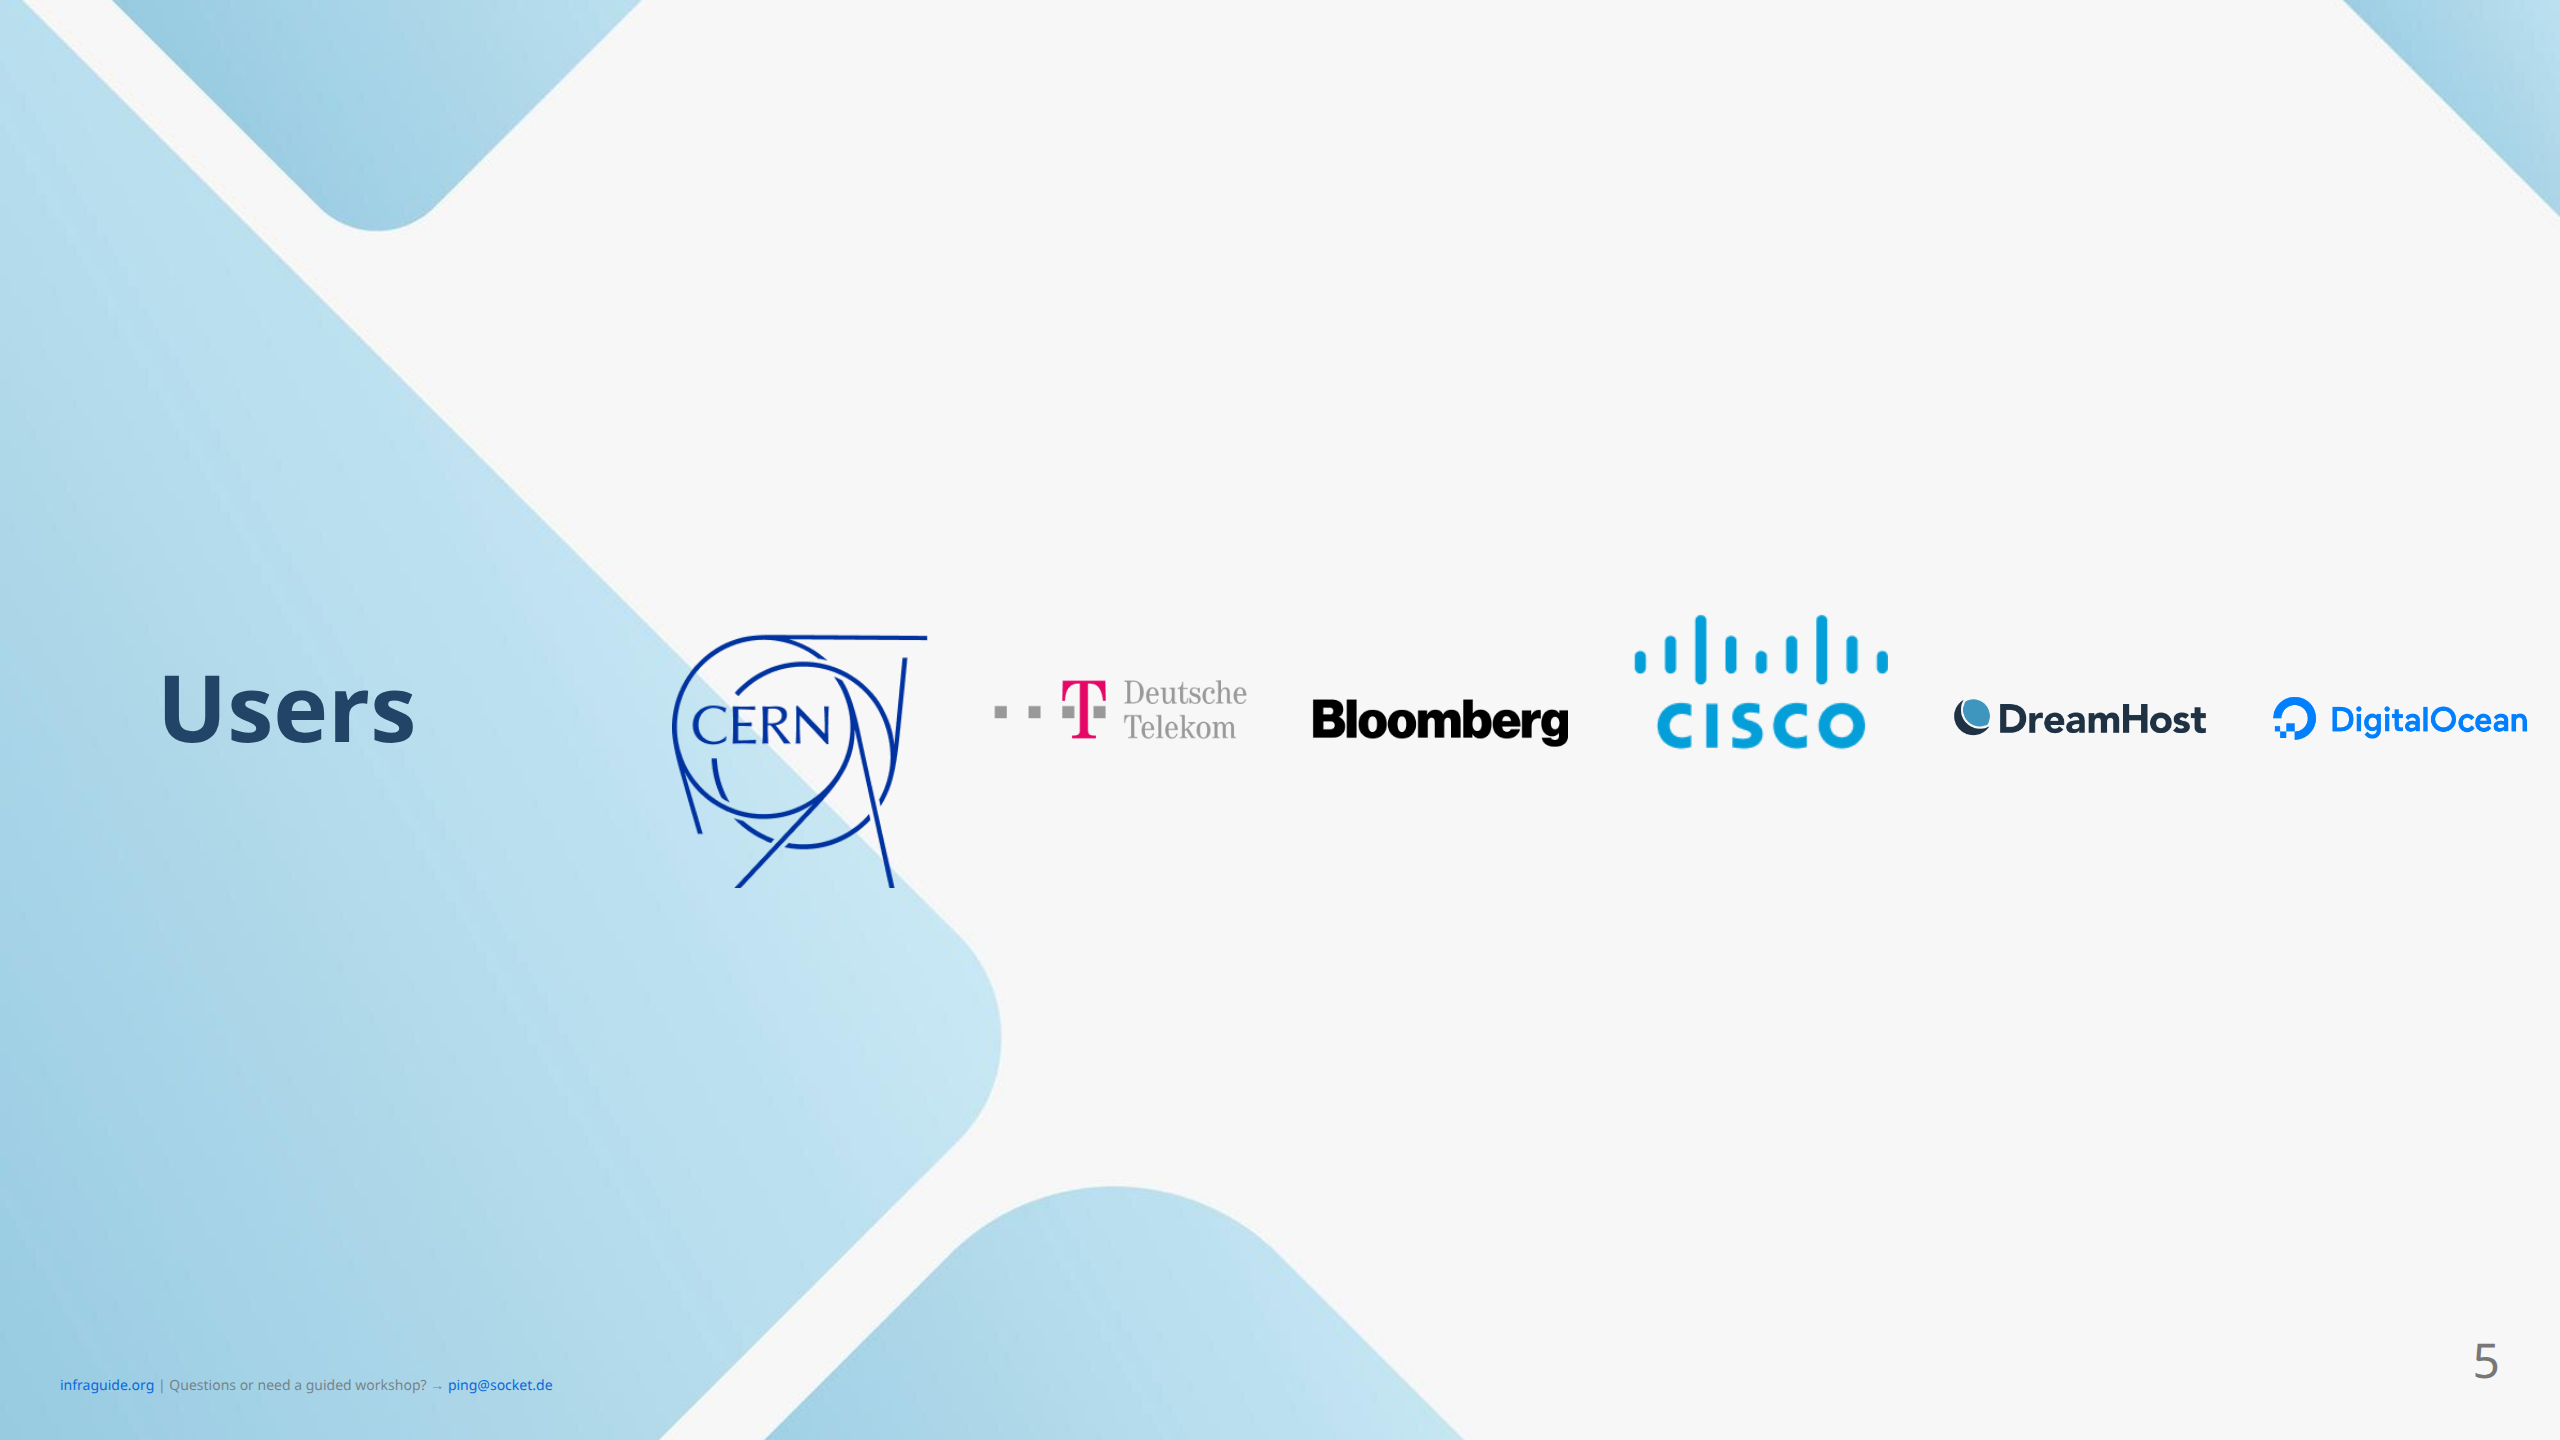 Users
CERN
Deutsche
Telekom
T
Bloomberg
CISCO
DreamHost
DigitalOcean
infraguide.org | Questions or need a guided workshop? → ping@socket.de
5